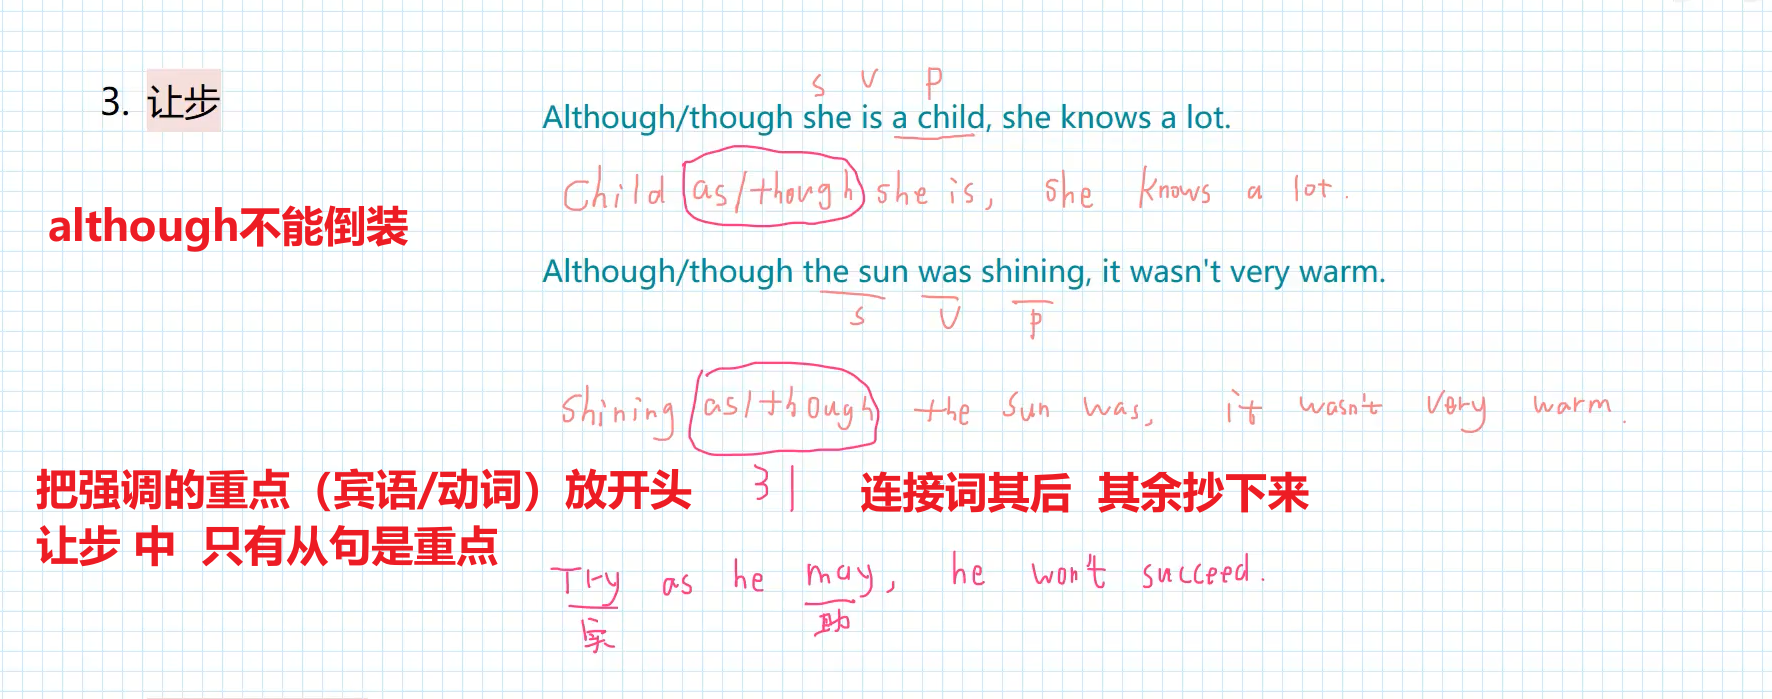 s v p
3. 让步
Although/though she is a child, she knows a lot.
Child as/though she is, she knows a lot.
although不能倒装
Although/though the sun was shining, it wasn't very warm.
s v p
Shining as/though the sun was, it wasn't very warm.
把强调的重点（宾语/动词）放开头 连接词其后 其余抄下来
让步 中 只有从句是重点
Try as he may, he won't succeed.
实 助